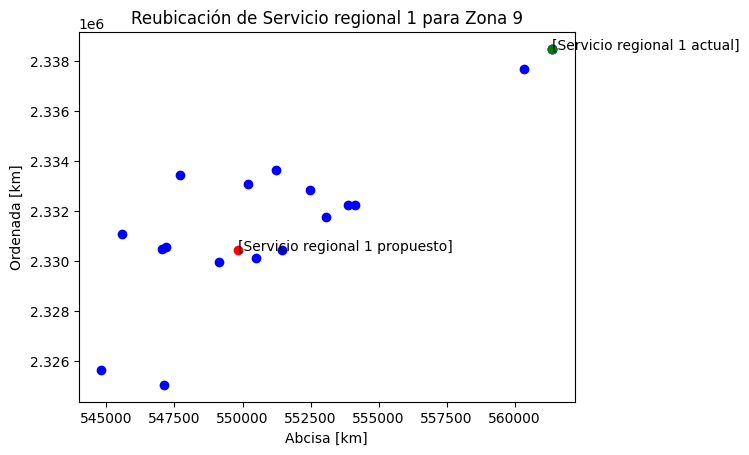 Reubicación de Servicio regional 1 para Zona 9
1e6
[Servicio regional 1 actual]
2.338
2.336
2.334
2.332
[Servicio regional 1 propuesto]
2.330
2.328
2.326
Ordenada [km]
545000 547500 550000 552500 555000 557500 560000
Abcisa [km]